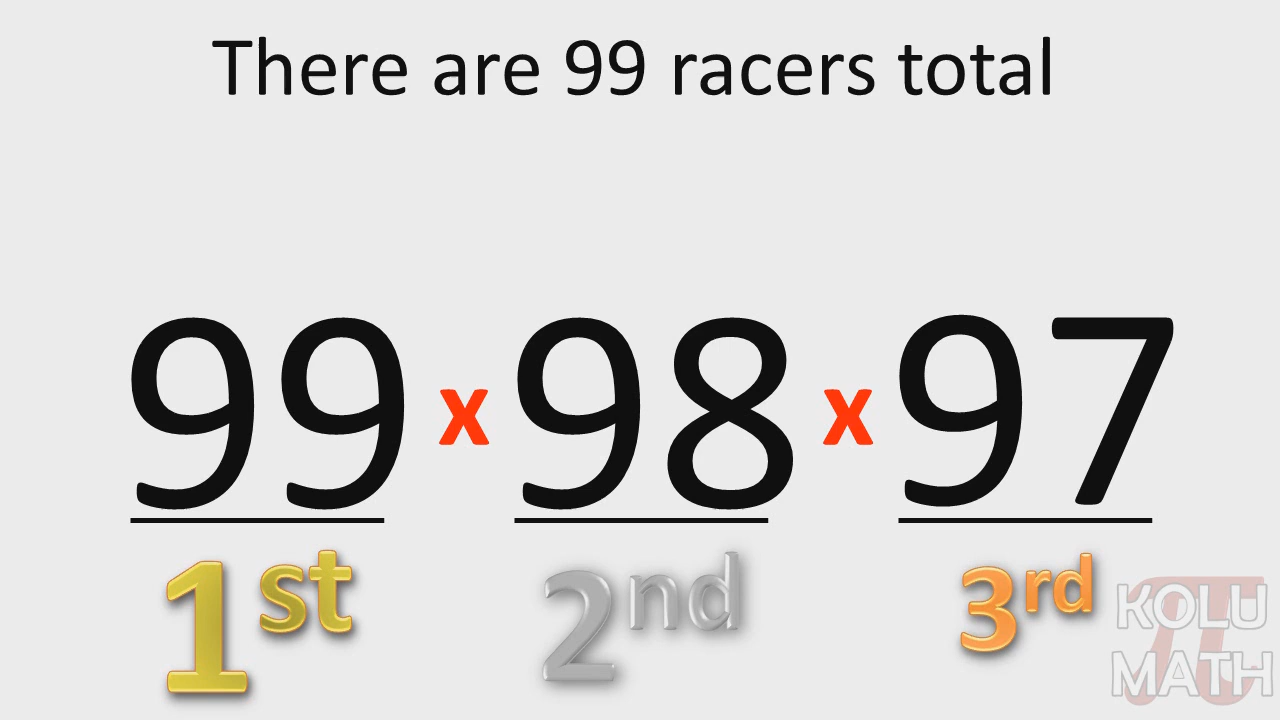 There are 99 racers total
99 x 98 x 97
1st 2nd 3rd
KOLU
MATH
π